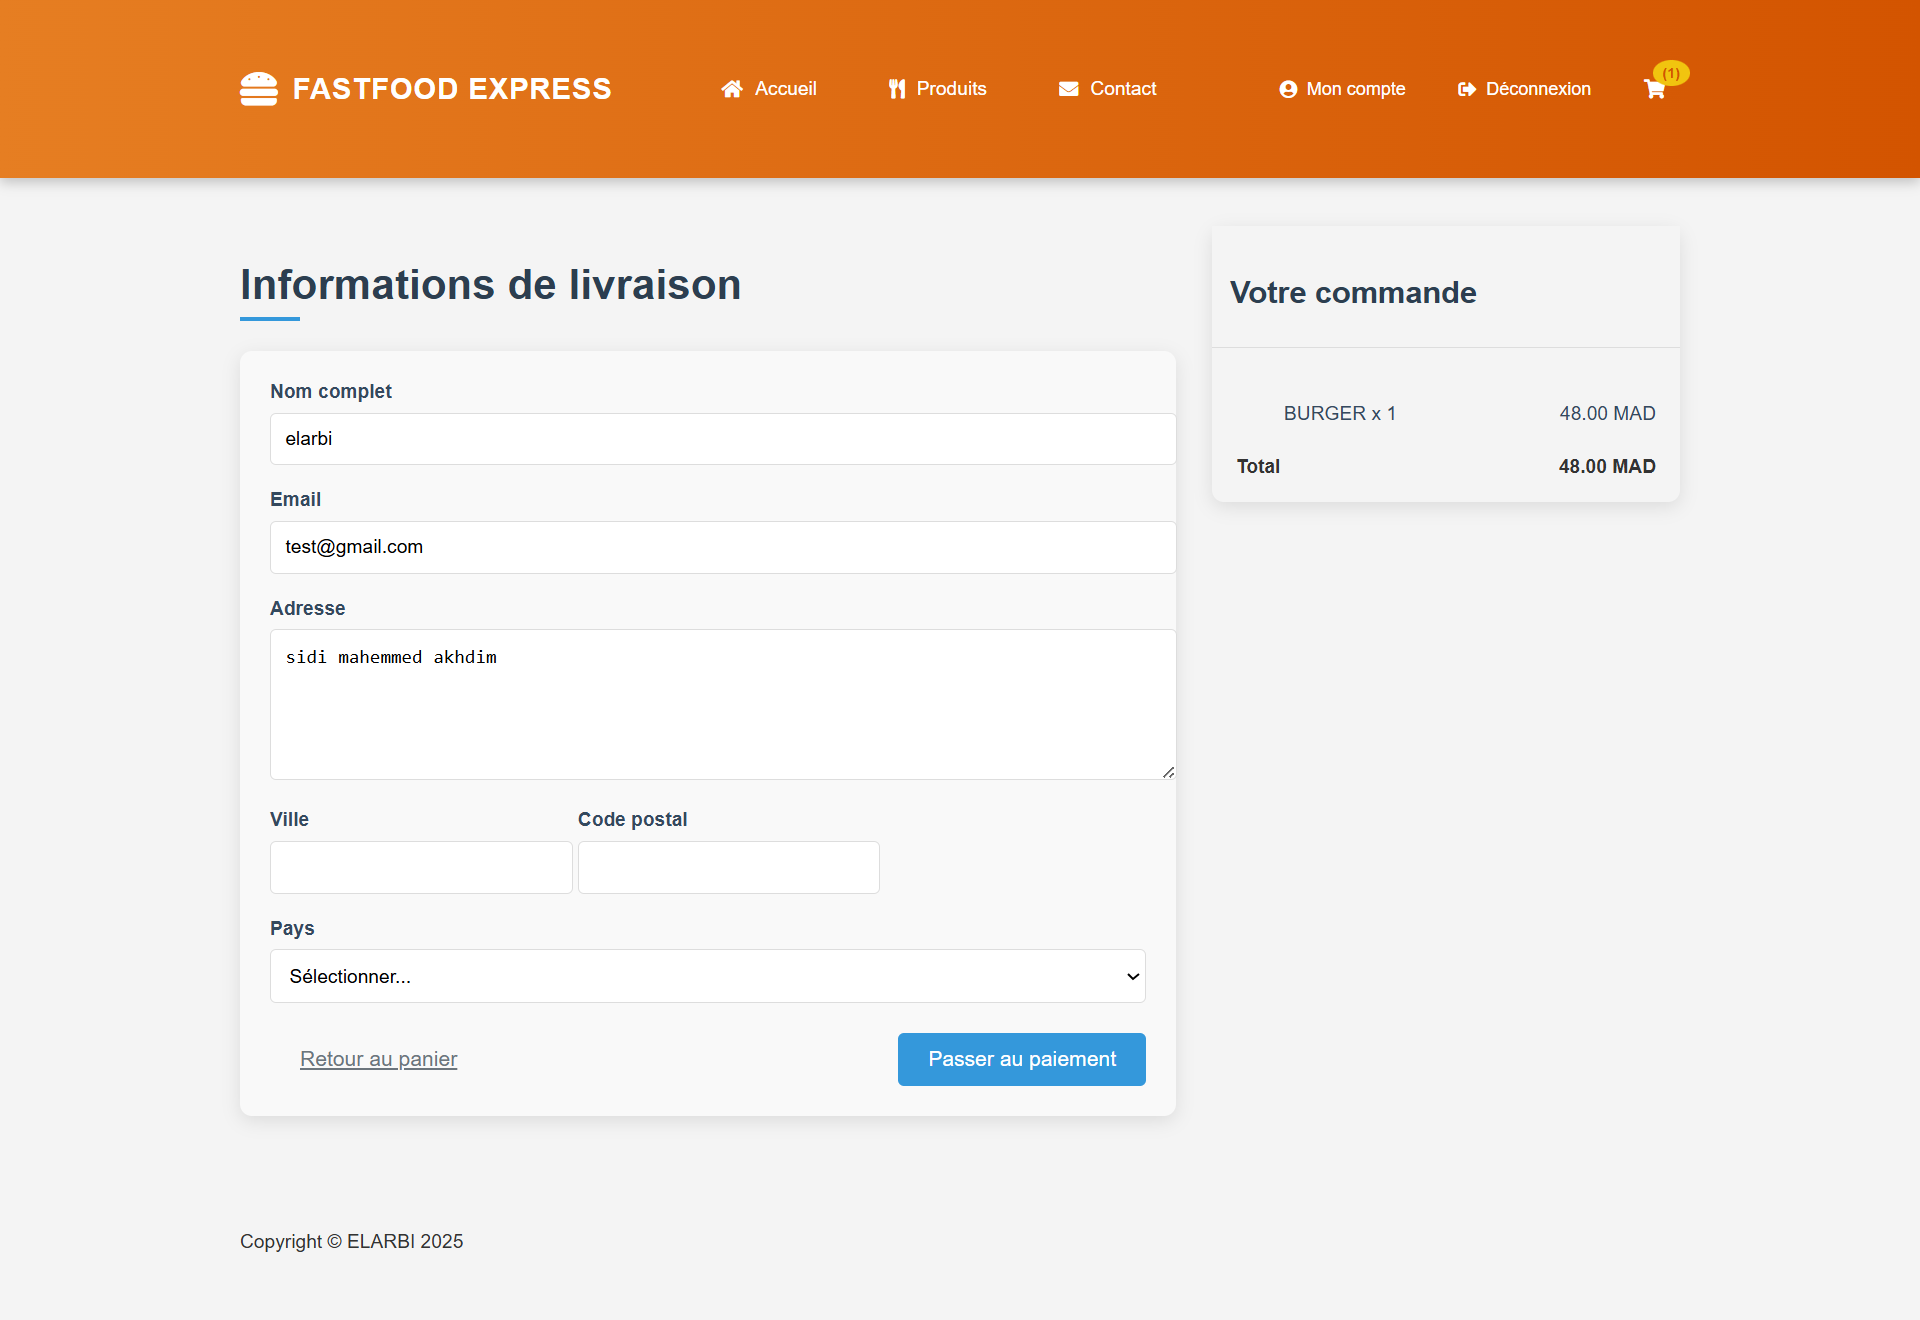 FASTFOOD EXPRESS
Accueil
Produits
Contact
Mon compte
Déconnexion
(1)
Informations de livraison
Nom complet
elarbi
Email
test@gmail.com
Adresse
sidi mahemmed akhdim
Ville
Code postal
Pays
Sélectionner...
Retour au panier
Passer au paiement
Votre commande
BURGER x 1 48.00 MAD
Total 48.00 MAD
Copyright © ELARBI 2025